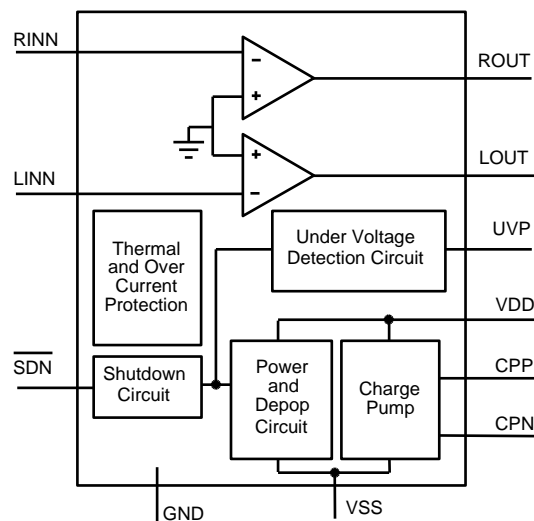 RINN
ROUT
-
+
+
-
LINN
LOUT
Thermal
and Over
Current
Protection
Under Voltage
Detection Circuit
UVP
VDD
SDN
Shutdown
Circuit
Power
and
Depop
Circuit
Charge
Pump
CPP
CPN
GND
VSS